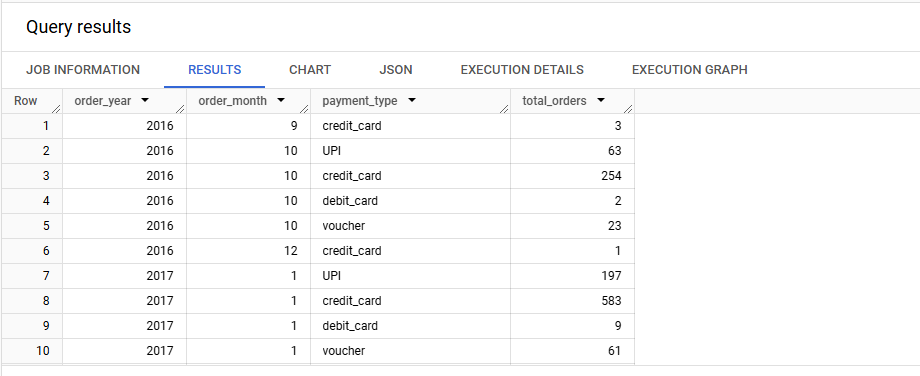 Query results
JOB INFORMATION RESULTS CHART JSON EXECUTION DETAILS EXECUTION GRAPH
Row order_year order_month payment_type total_orders
1 2016 9 credit_card 3
2 2016 10 UPI 63
3 2016 10 credit_card 254
4 2016 10 debit_card 2
5 2016 10 voucher 23
6 2016 12 credit_card 1
7 2017 1 UPI 197
8 2017 1 credit_card 583
9 2017 1 debit_card 9
10 2017 1 voucher 61